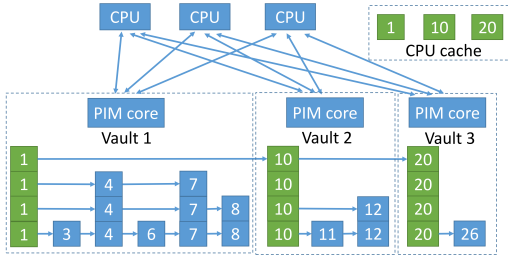 CPU CPU CPU
1 10 20
CPU cache
PIM core PIM core PIM core
Vault 1 Vault 2 Vault 3
1 10 20
1 4 7 10 20
1 4 7 8 10 12 20
1 3 4 6 7 8 10 11 12 20 26